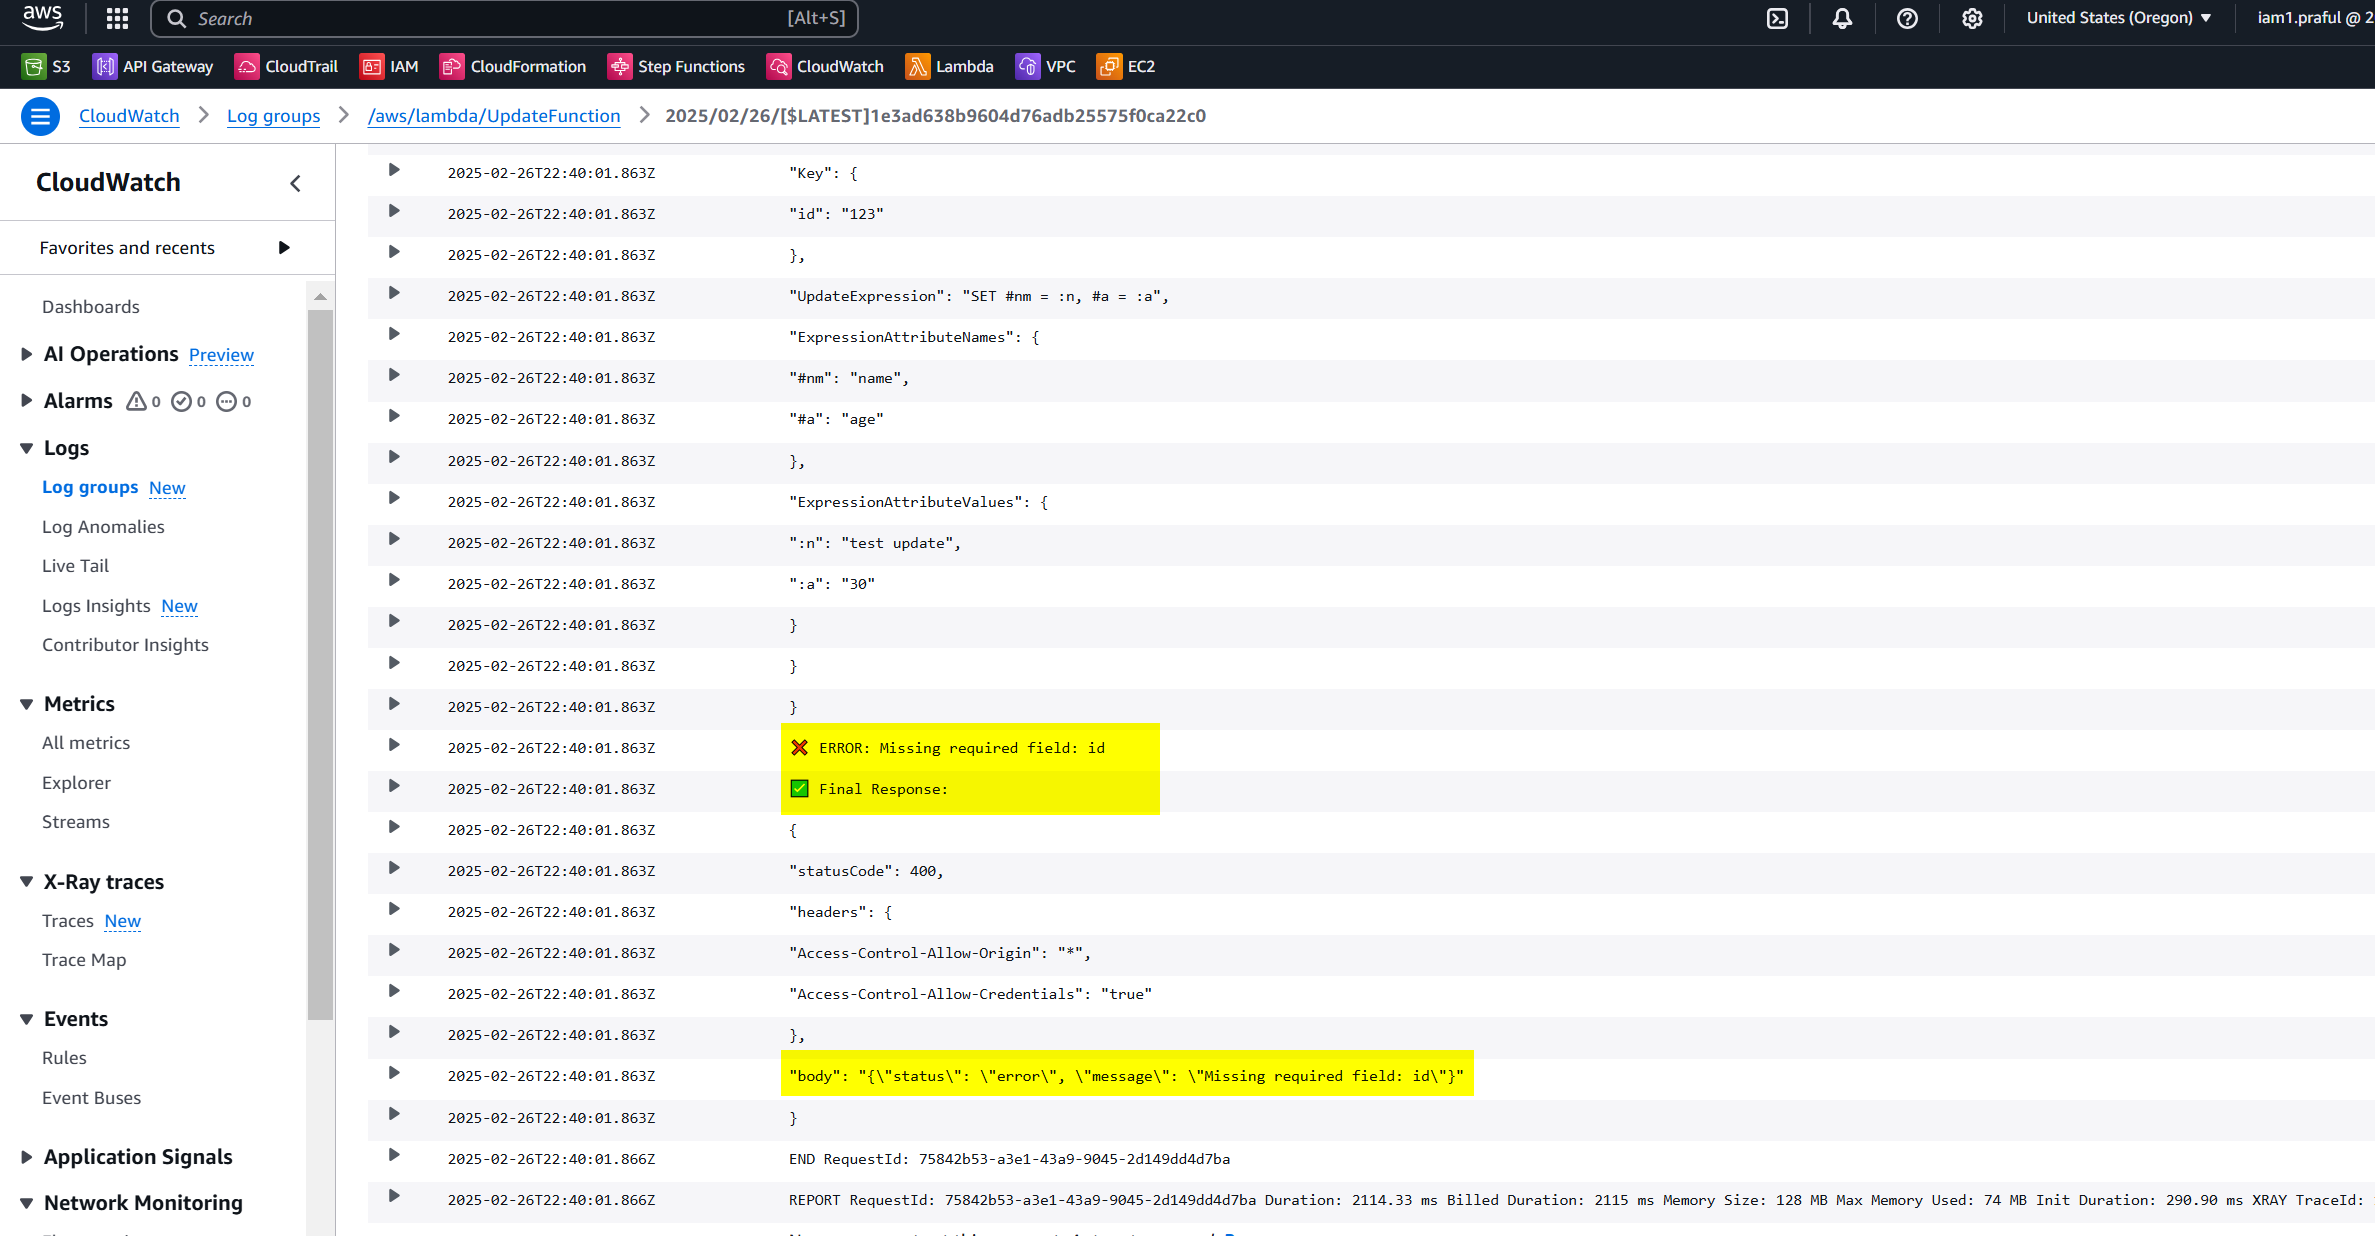 aws
Search [Alt+S]
United States (Oregon) ▼ iam1.praful @ 2
S3 API Gateway CloudTrail IAM CloudFormation Step Functions CloudWatch Lambda VPC EC2
CloudWatch > Log groups > /aws/lambda/UpdateFunction > 2025/02/26/[$LATEST]1e3ad638b9604d76adb25575f0ca22c0
CloudWatch
Favorites and recents
Dashboards
AI Operations Preview
Alarms 0 0 0
Logs
Log groups New
Log Anomalies
Live Tail
Logs Insights New
Contributor Insights
Metrics
All metrics
Explorer
Streams
X-Ray traces
Traces New
Trace Map
Events
Rules
Event Buses
Application Signals
Network Monitoring
2025-02-26T22:40:01.863Z "Key": {
2025-02-26T22:40:01.863Z "id": "123"
2025-02-26T22:40:01.863Z },
2025-02-26T22:40:01.863Z "UpdateExpression": "SET #nm = :n, #a = :a",
2025-02-26T22:40:01.863Z "ExpressionAttributeNames": {
2025-02-26T22:40:01.863Z "#nm": "name",
2025-02-26T22:40:01.863Z "#a": "age"
2025-02-26T22:40:01.863Z },
2025-02-26T22:40:01.863Z "ExpressionAttributeValues": {
2025-02-26T22:40:01.863Z ":n": "test update",
2025-02-26T22:40:01.863Z ":a": "30"
2025-02-26T22:40:01.863Z }
2025-02-26T22:40:01.863Z }
2025-02-26T22:40:01.863Z }
2025-02-26T22:40:01.863Z ❌ ERROR: Missing required field: id
2025-02-26T22:40:01.863Z ✅ Final Response:
2025-02-26T22:40:01.863Z {
2025-02-26T22:40:01.863Z "statusCode": 400,
2025-02-26T22:40:01.863Z "headers": {
2025-02-26T22:40:01.863Z "Access-Control-Allow-Origin": "*",
2025-02-26T22:40:01.863Z "Access-Control-Allow-Credentials": "true"
2025-02-26T22:40:01.863Z },
2025-02-26T22:40:01.863Z "body": "{\"status\": \"error\", \"message\": \"Missing required field: id\"}"
2025-02-26T22:40:01.863Z }
2025-02-26T22:40:01.866Z END RequestId: 75842b53-a3e1-43a9-9045-2d149dd4d7ba
2025-02-26T22:40:01.866Z REPORT RequestId: 75842b53-a3e1-43a9-9045-2d149dd4d7ba Duration: 2114.33 ms Billed Duration: 2115 ms Memory Size: 128 MB Max Memory Used: 74 MB Init Duration: 290.90 ms XRAY TraceId: